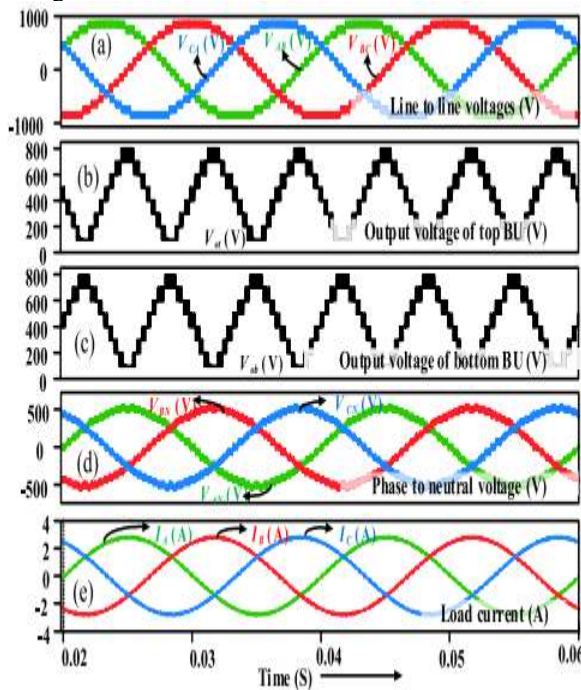 1000
(a)
V_CA (V)
V_AB (V)
V_BC (V)
0
Line to line voltages (V)
-1000
800
(b)
600
400
200
V_at (V)
Output voltage of top BU (V)
0
800
600
400
(c)
200
V_ab (V)
Output voltage of bottom BU (V)
0
500
V_BN (V)
V_CN (V)
0
(d)
-500
V_AN (V)
Phase to neutral voltage (V)
4
I_A (A)
I_B (A)
I_C (A)
2
0
(e)
-2
Load current (A)
-4
0.02
0.03
0.04
0.05
0.06
Time (S)